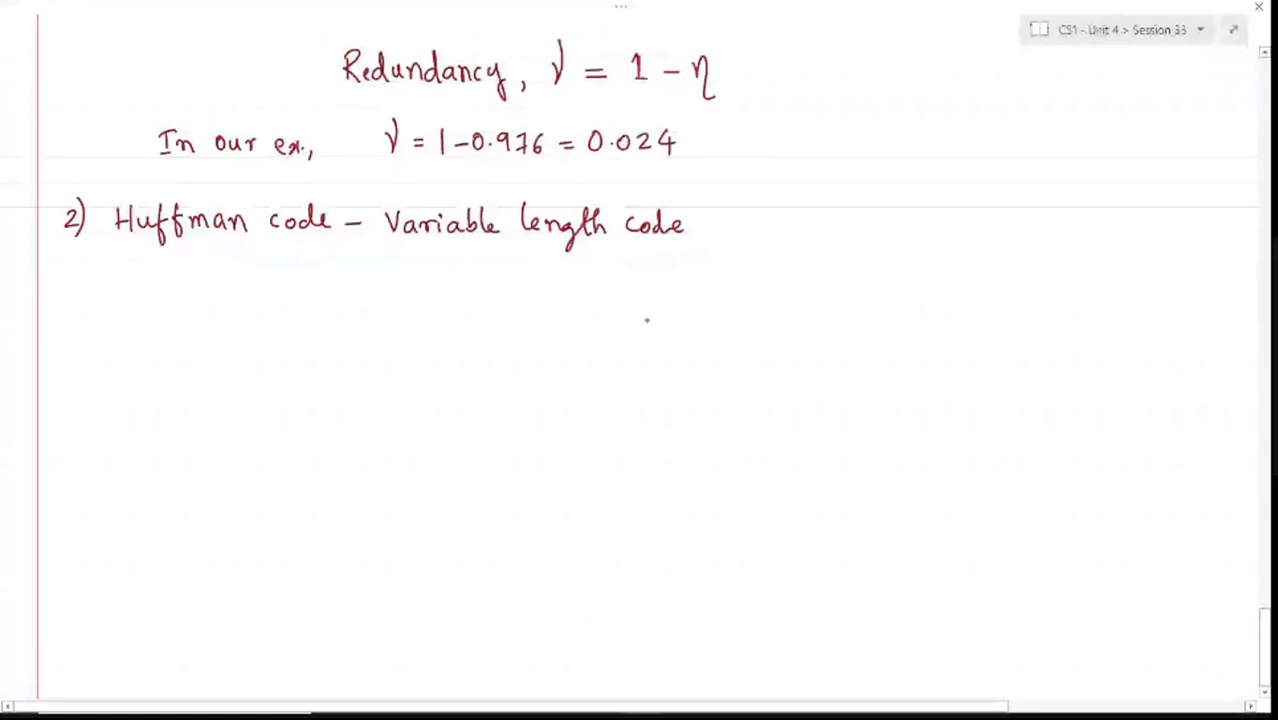 CS1 - Unit 4 > Session 33
Redundancy, γ = 1 - η
In our ex., γ = 1 - 0.976 = 0.024
2) Huffman code - Variable length code